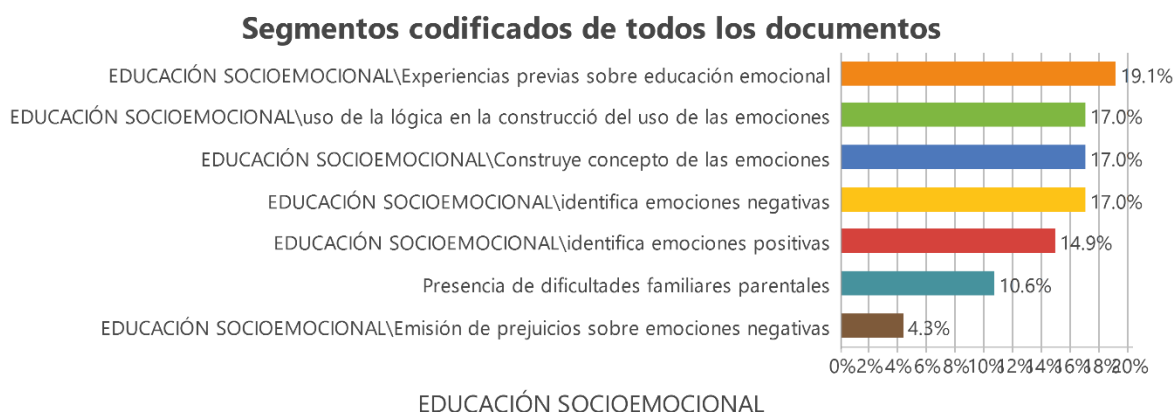 Segmentos codificados de todos los documentos
EDUCACIÓN SOCIOEMOCIONAL\Experiencias previas sobre educación emocional 19.1%
EDUCACIÓN SOCIOEMOCIONAL\uso de la lógica en la construcció del uso de las emociones 17.0%
EDUCACIÓN SOCIOEMOCIONAL\Construye concepto de las emociones 17.0%
EDUCACIÓN SOCIOEMOCIONAL\identifica emociones negativas 17.0%
EDUCACIÓN SOCIOEMOCIONAL\identifica emociones positivas 14.9%
Presencia de dificultades familiares parentales 10.6%
EDUCACIÓN SOCIOEMOCIONAL\Emisión de prejuicios sobre emociones negativas 4.3%
0% 2% 4% 6% 8% 10% 12% 14% 16% 18% 20%
EDUCACIÓN SOCIOEMOCIONAL